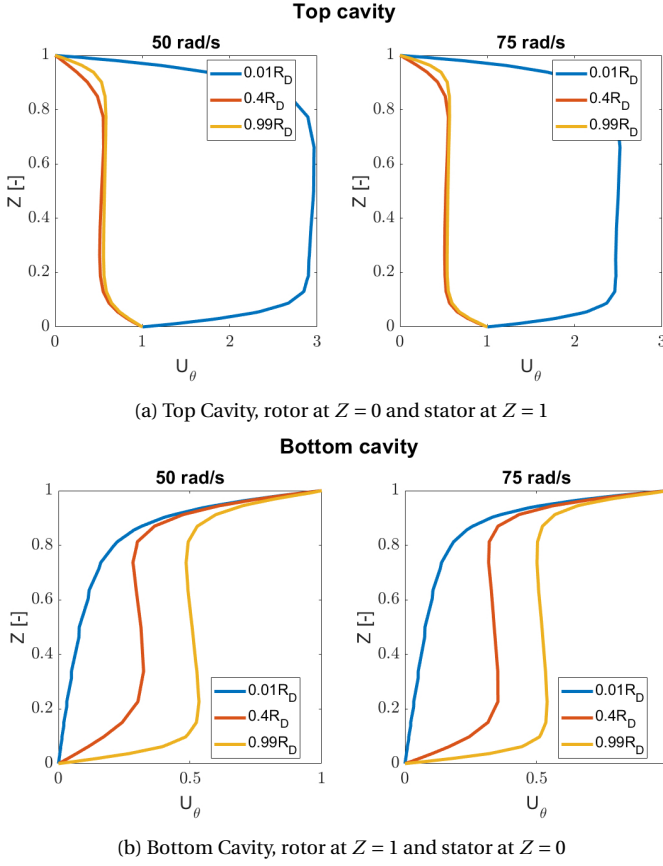 Top cavity
50 rad/s
75 rad/s
1
0.8
0.6
0.4
0.2
0
Z [-]
0 1 2 3
U_θ
0.01R_D
0.4R_D
0.99R_D
1
0.8
0.6
0.4
0.2
0
Z [-]
0 1 2 3
U_θ
0.01R_D
0.4R_D
0.99R_D
(a) Top Cavity, rotor at Z = 0 and stator at Z = 1
Bottom cavity
50 rad/s
75 rad/s
1
0.8
0.6
0.4
0.2
0
Z [-]
0 0.5 1
U_θ
0.01R_D
0.4R_D
0.99R_D
1
0.8
0.6
0.4
0.2
0
Z [-]
0 0.5
U_θ
0.01R_D
0.4R_D
0.99R_D
(b) Bottom Cavity, rotor at Z = 1 and stator at Z = 0